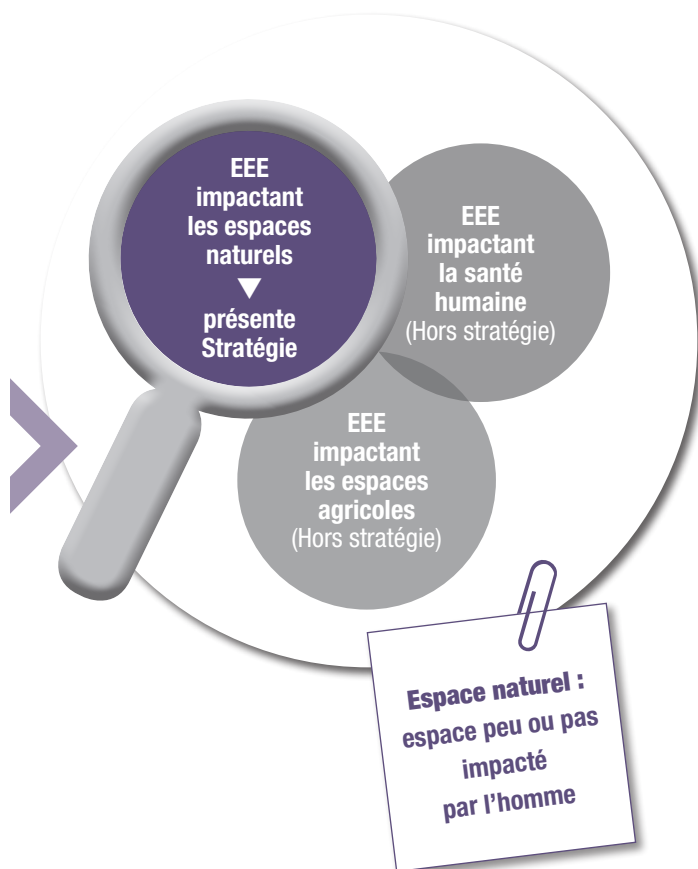 EEE
impactant
les espaces
naturels
présente
Stratégie
EEE
impactant
la santé
humaine
(Hors stratégie)
EEE
impactant
les espaces
agricoles
(Hors stratégie)
Espace naturel :
espace peu ou pas
impacté
par l’homme